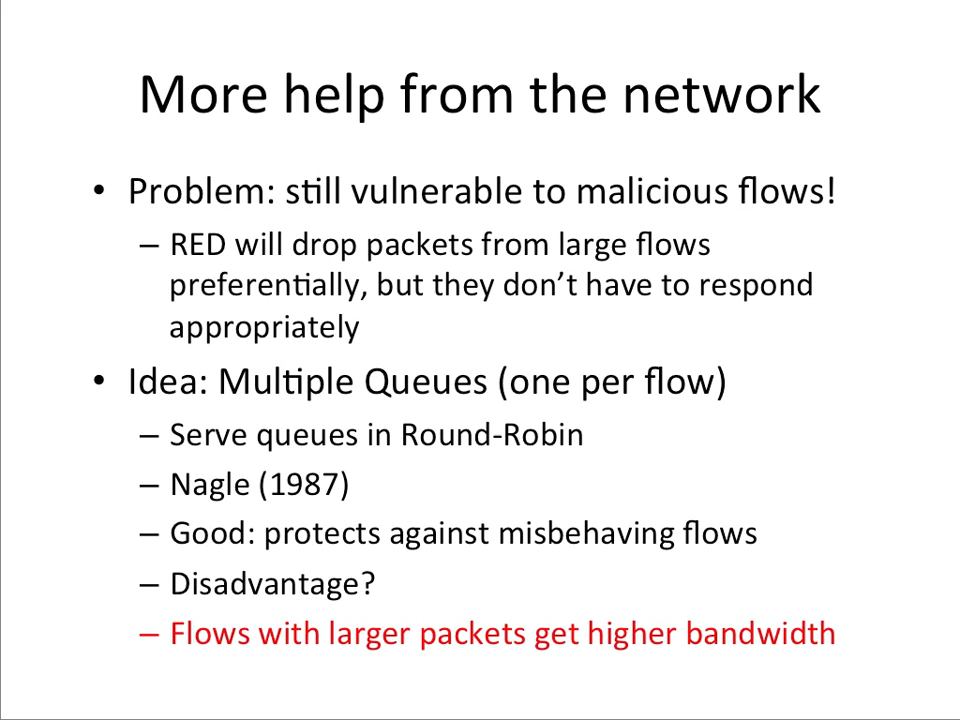 More help from the network
• Problem: still vulnerable to malicious flows!
– RED will drop packets from large flows
preferentially, but they don’t have to respond
appropriately
• Idea: Multiple Queues (one per flow)
– Serve queues in Round-Robin
– Nagle (1987)
– Good: protects against misbehaving flows
– Disadvantage?
– Flows with larger packets get higher bandwidth